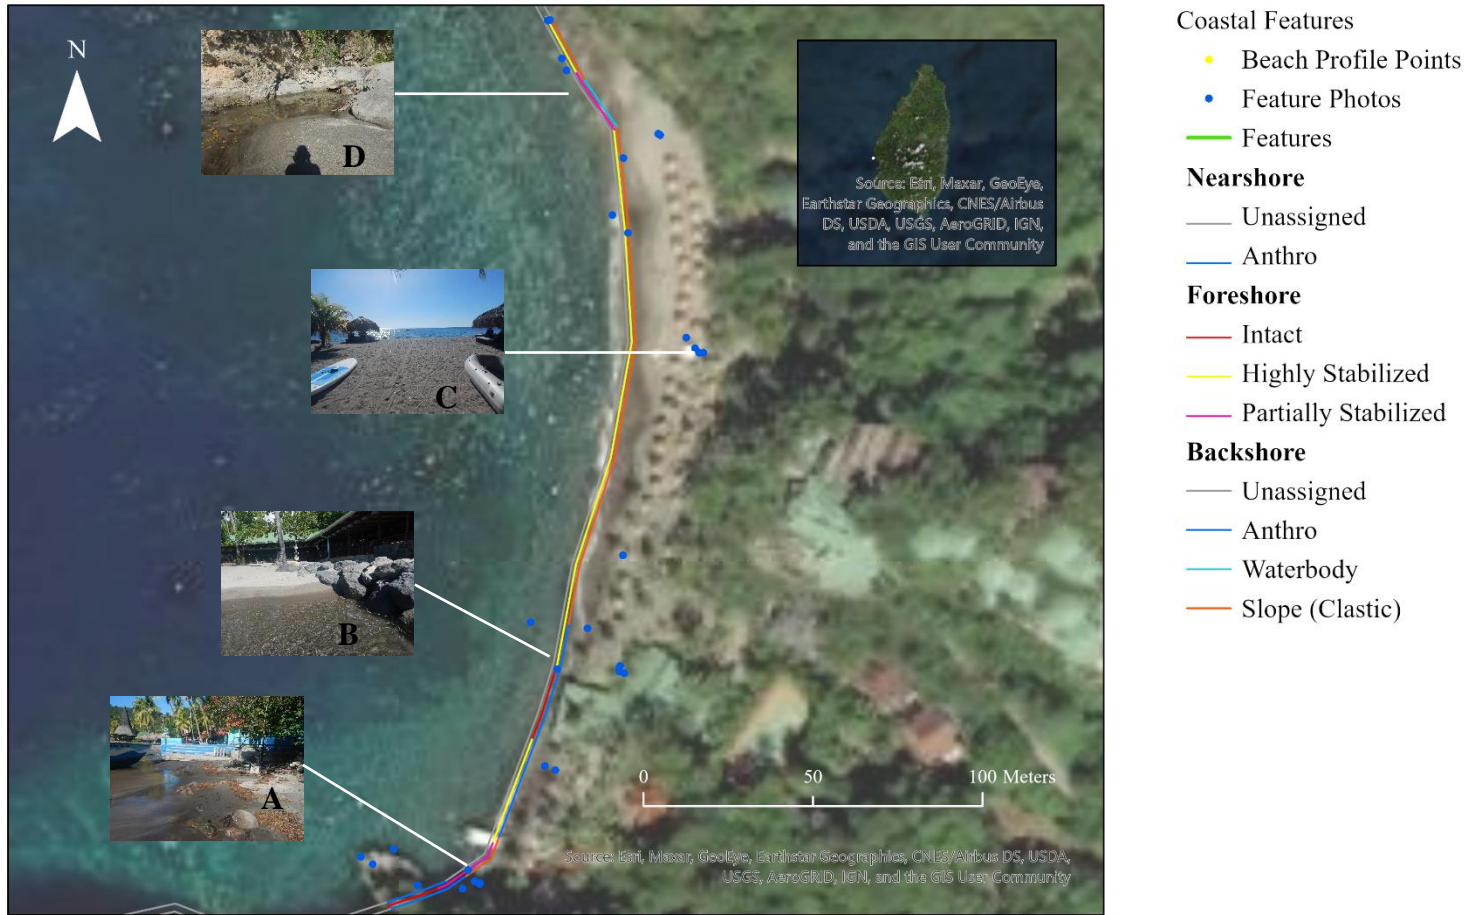 N
D
C
B
A
Source: Esri, Maxar, GeoEye,
Earthstar Geographics, CNES/Airbus
DS, USDA, USGS, AeroGRID, IGN,
and the GIS User Community
0 50 100 Meters
Source: Esri, Maxar, GeoEye, Earthstar Geographics, CNES/Airbus DS, USDA,
USGS, AeroGRID, IGN, and the GIS User Community
Coastal Features
Beach Profile Points
Feature Photos
Features
Nearshore
Unassigned
Anthro
Foreshore
Intact
Highly Stabilized
Partially Stabilized
Backshore
Unassigned
Anthro
Waterbody
Slope (Clastic)